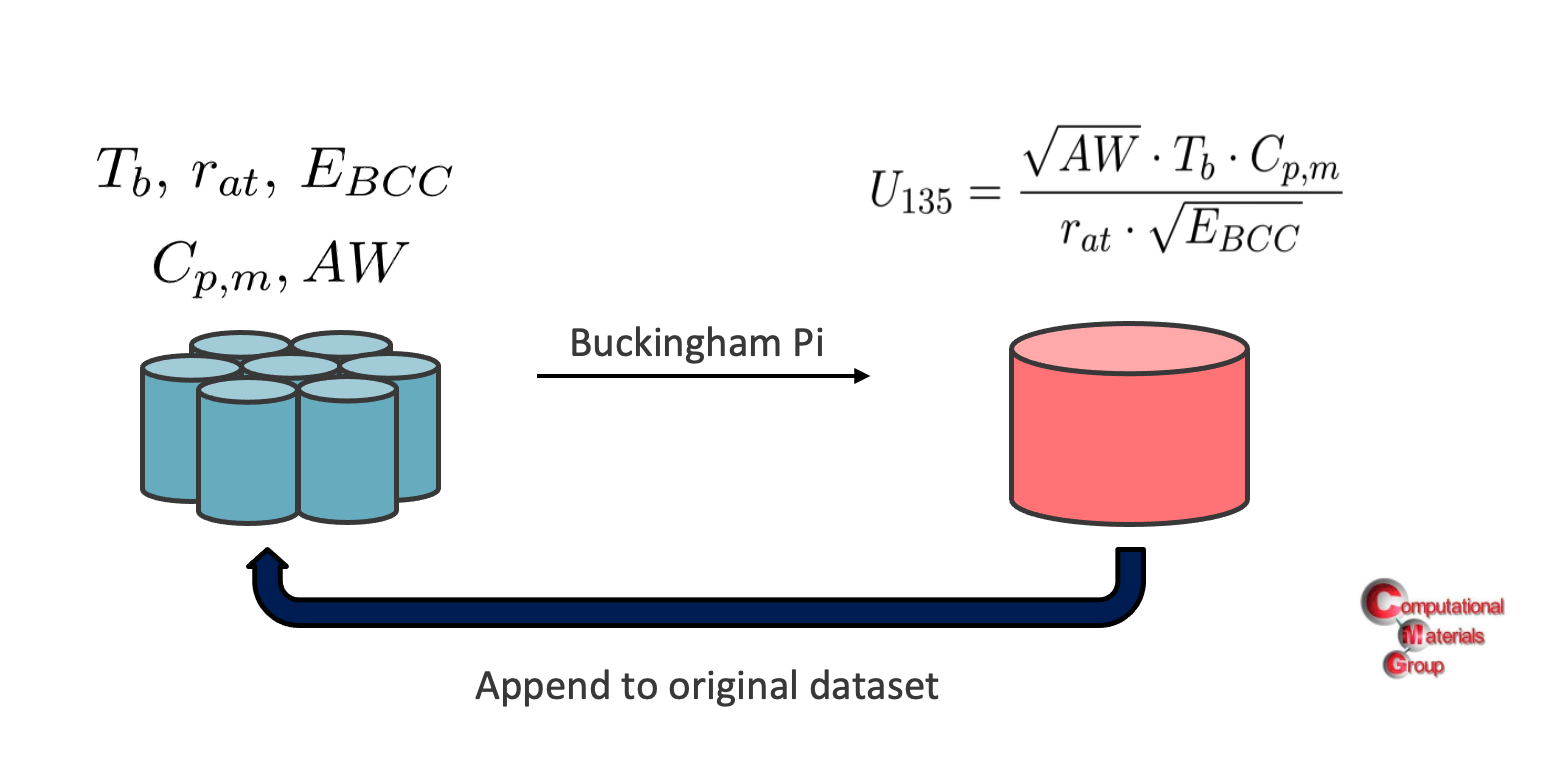 T_b, r_{at}, E_{BCC}
C_{p,m}, AW
U_{135} = \frac{\sqrt{AW} \cdot T_b \cdot C_{p,m}}{r_{at} \cdot \sqrt{E_{BCC}}}
Buckingham Pi
Append to original dataset
Computational
Materials
Group